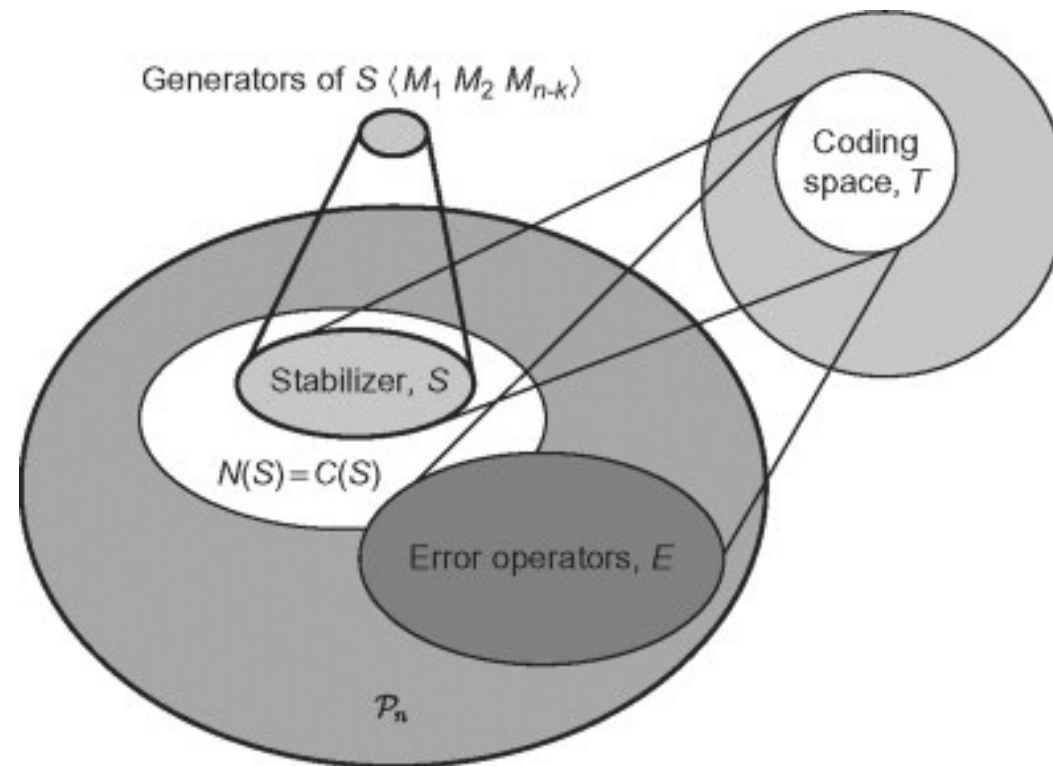 Generators of S ⟨M₁ M₂ Mₙ₋ₖ⟩
Coding
space, T
Stabilizer, S
N(S)=C(S)
Error operators, E
𝒫ₙ